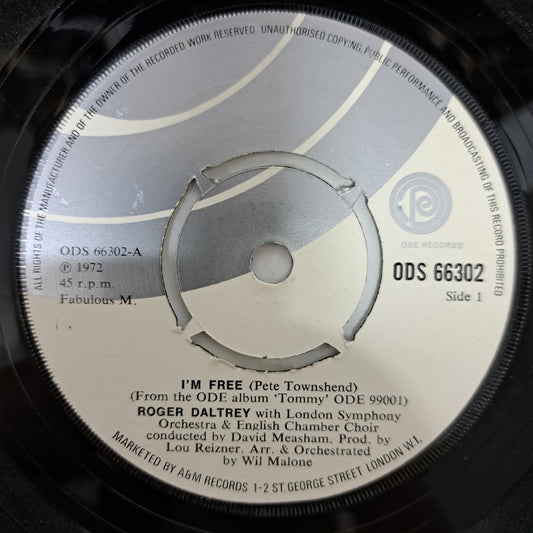 ALL RIGHTS OF THE MANUFACTURER AND OF THE OWNER OF THE RECORDED WORK RESERVED UNAUTHORISED COPYING, PUBLIC PERFORMANCE AND BROADCASTING OF THIS RECORD PROHIBITED
ODE RECORDS
ODS 66302-A
Ⓟ 1972
45 r.p.m.
Fabulous M.
ODS 66302
Side 1
I'M FREE (Pete Townshend)
(From the ODE album 'Tommy' ODE 99001)
ROGER DALTREY with London Symphony
Orchestra & English Chamber Choir
conducted by David Measham. Prod. by
Lou Reizner. Arr. & Orchestrated
by Wil Malone
MARKETED BY A&M RECORDS 1-2 ST. GEORGE STREET LONDON W.1.